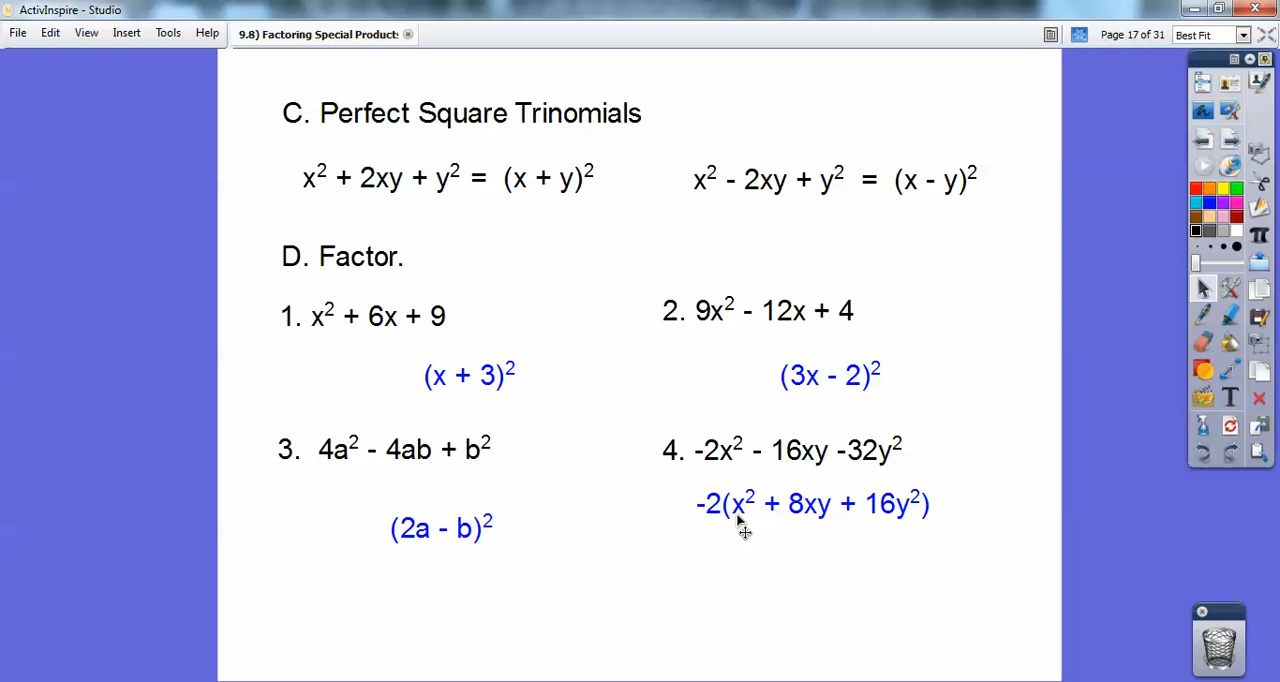 ActivInspire - Studio
File Edit View Insert Tools Help
9.8) Factoring Special Product:
Page 17 of 31
Best Fit
C. Perfect Square Trinomials
x² + 2xy + y² = (x + y)²
x² - 2xy + y² = (x - y)²
D. Factor.
1. x² + 6x + 9
2. 9x² - 12x + 4
(x + 3)²
(3x - 2)²
3. 4a² - 4ab + b²
4. -2x² - 16xy -32y²
-2(x² + 8xy + 16y²)
(2a - b)²